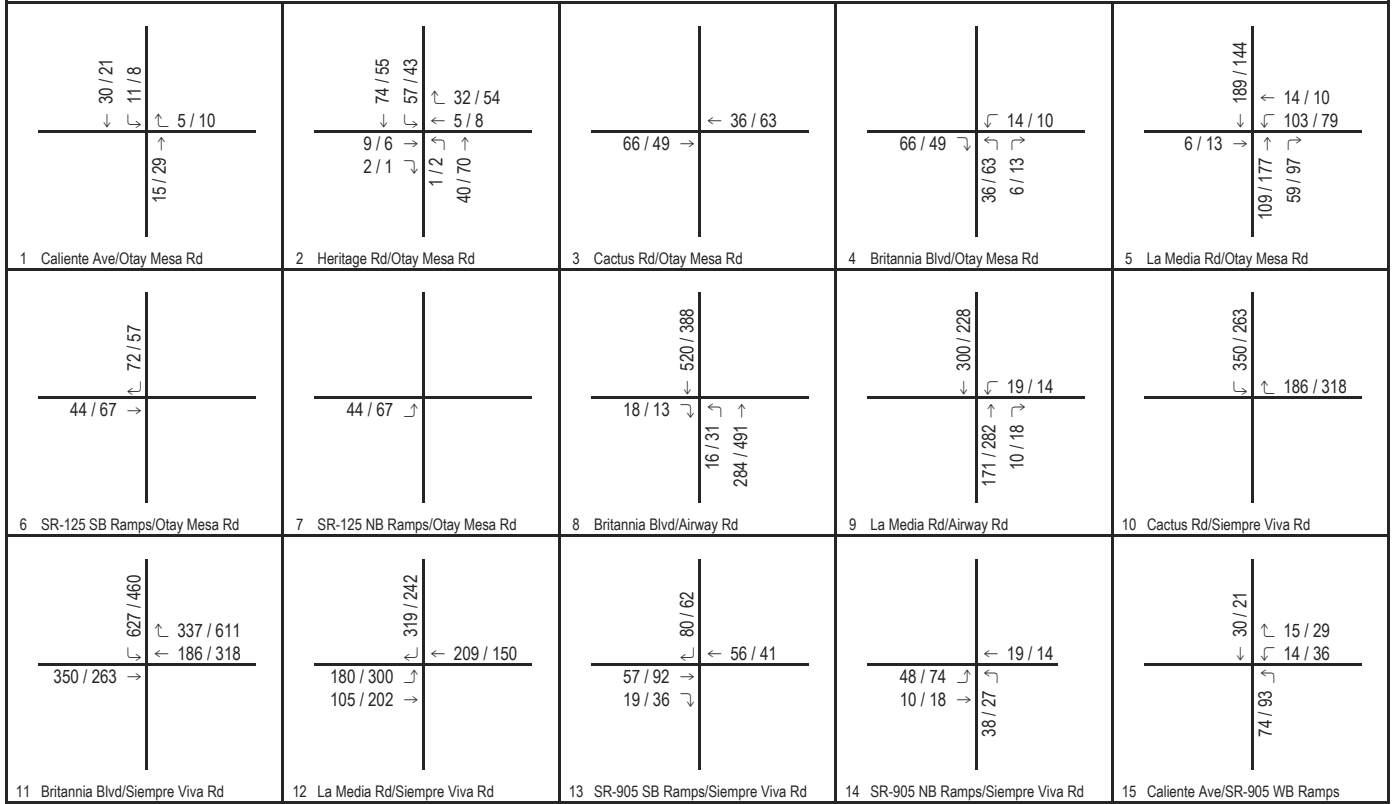 30 / 21
11 / 8
5 / 10
15 / 29
1 Caliente Ave/Otay Mesa Rd
74 / 55
57 / 43
32 / 54
5 / 8
9 / 6
2 / 1
1 / 2
40 / 70
2 Heritage Rd/Otay Mesa Rd
36 / 63
66 / 49
3 Cactus Rd/Otay Mesa Rd
14 / 10
66 / 49
36 / 63
6 / 13
4 Britannia Blvd/Otay Mesa Rd
189 / 144
14 / 10
103 / 79
6 / 13
109 / 177
59 / 97
5 La Media Rd/Otay Mesa Rd
72 / 57
44 / 67
6 SR-125 SB Ramps/Otay Mesa Rd
44 / 67
7 SR-125 NB Ramps/Otay Mesa Rd
520 / 388
18 / 13
16 / 31
284 / 491
8 Britannia Blvd/Airway Rd
300 / 228
19 / 14
171 / 282
10 / 18
9 La Media Rd/Airway Rd
350 / 263
186 / 318
10 Cactus Rd/Siempre Viva Rd
627 / 460
337 / 611
186 / 318
350 / 263
11 Britannia Blvd/Siempre Viva Rd
319 / 242
209 / 150
180 / 300
105 / 202
12 La Media Rd/Siempre Viva Rd
80 / 62
56 / 41
57 / 92
19 / 36
13 SR-905 SB Ramps/Siempre Viva Rd
19 / 14
48 / 74
10 / 18
38 / 27
14 SR-905 NB Ramps/Siempre Viva Rd
30 / 21
15 / 29
14 / 36
74 / 93
15 Caliente Ave/SR-905 WB Ramps